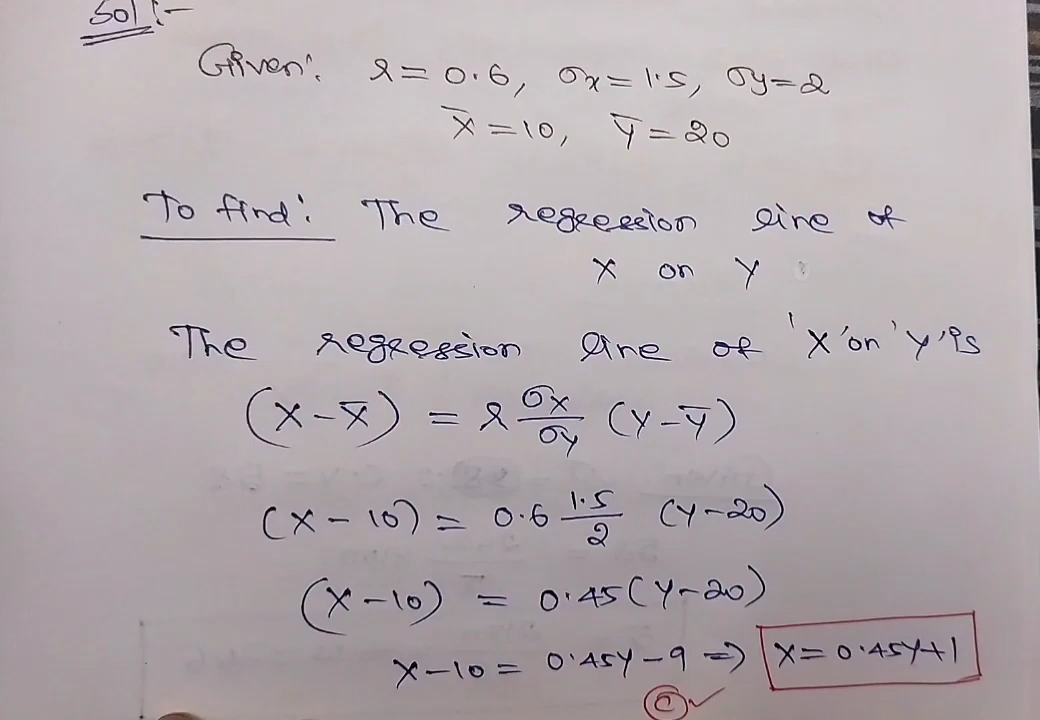 Sol:-
Given: r = 0.6, σx = 1.5, σy = 2
X̄ = 10, Ȳ = 20
To find: The regression line of
X on Y
The regression line of 'X' on 'Y' is
(X - X̄) = r σx/σy (Y - Ȳ)
(X - 10) = 0.6 1.5/2 (Y - 20)
(X - 10) = 0.45 (Y - 20)
X - 10 = 0.45Y - 9 ⇒ X = 0.45Y + 1
C ✓